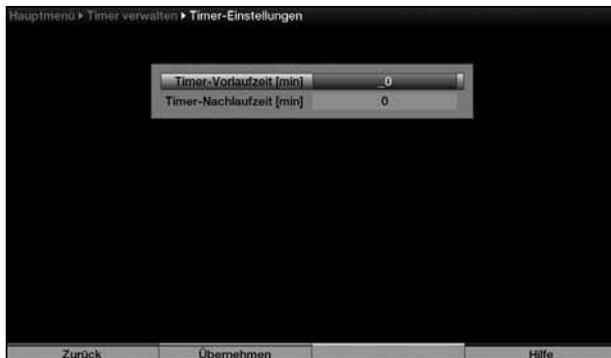 Hauptmenü ▸ Timer verwalten ▸ Timer-Einstellungen
Timer-Vorlaufzeit [min] _0
Timer-Nachlaufzeit [min] 0
Zurück Übernehmen Hilfe